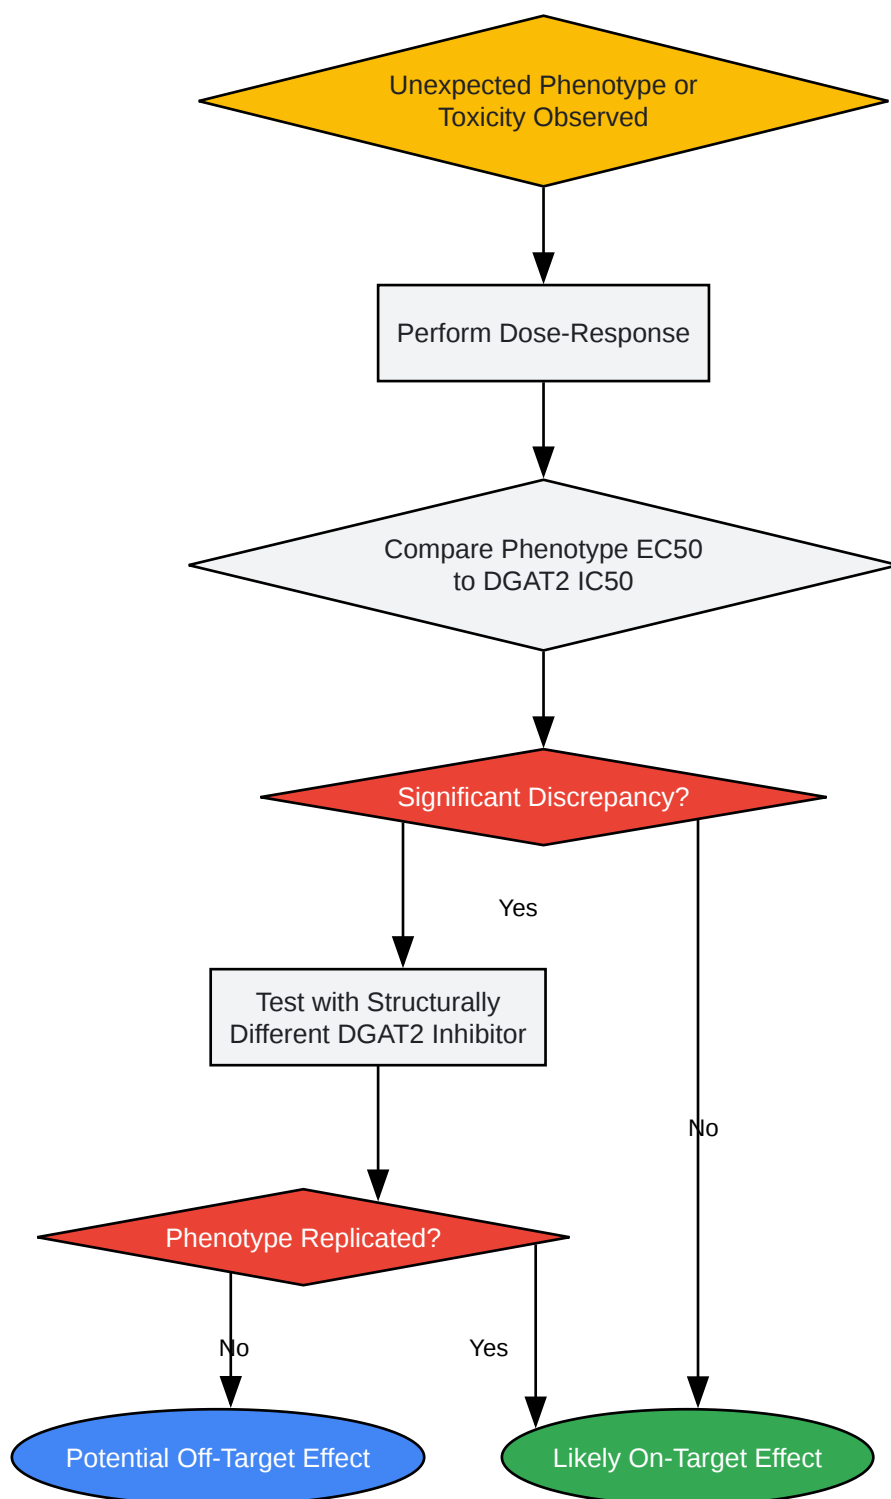 Unexpected Phenotype or
Toxicity Observed
Perform Dose-Response
Compare Phenotype EC50
to DGAT2 IC50
Significant Discrepancy?
Yes
Test with Structurally
Different DGAT2 Inhibitor
No
Phenotype Replicated?
No
Yes
Potential Off-Target Effect
Likely On-Target Effect